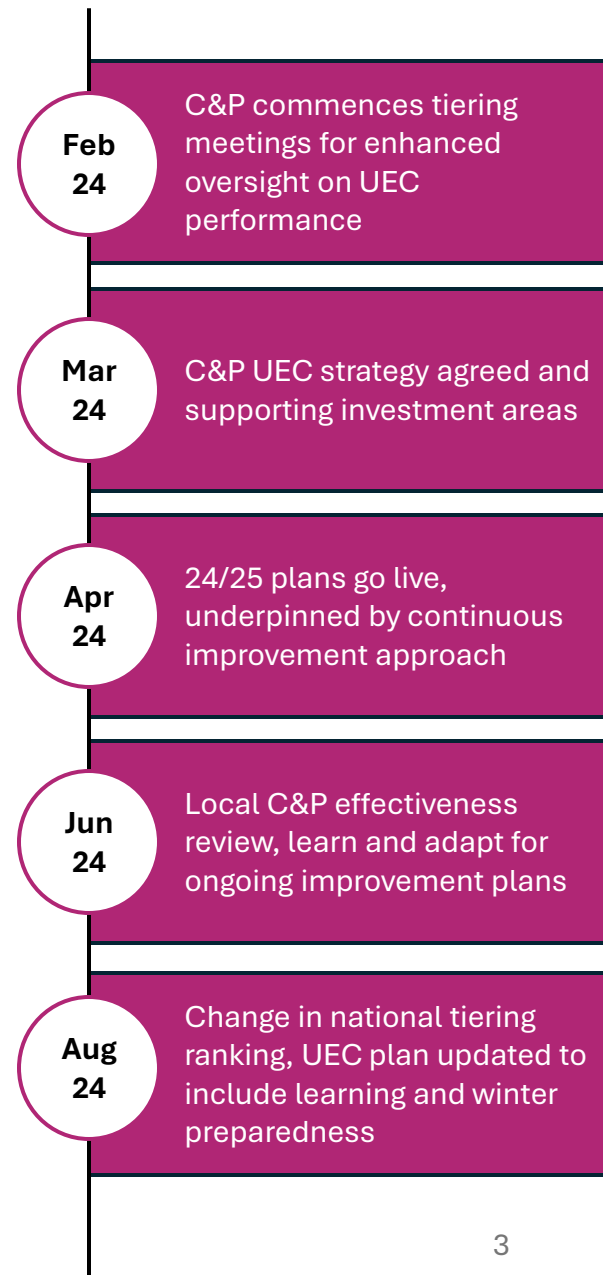 Feb
24
C&P commences tiering
meetings for enhanced
oversight on UEC
performance
Mar
24
C&P UEC strategy agreed and
supporting investment areas
Apr
24
24/25 plans go live,
underpinned by continuous
improvement approach
Jun
24
Local C&P effectiveness
review, learn and adapt for
ongoing improvement plans
Aug
24
Change in national tiering
ranking, UEC plan updated to
include learning and winter
preparedness
3